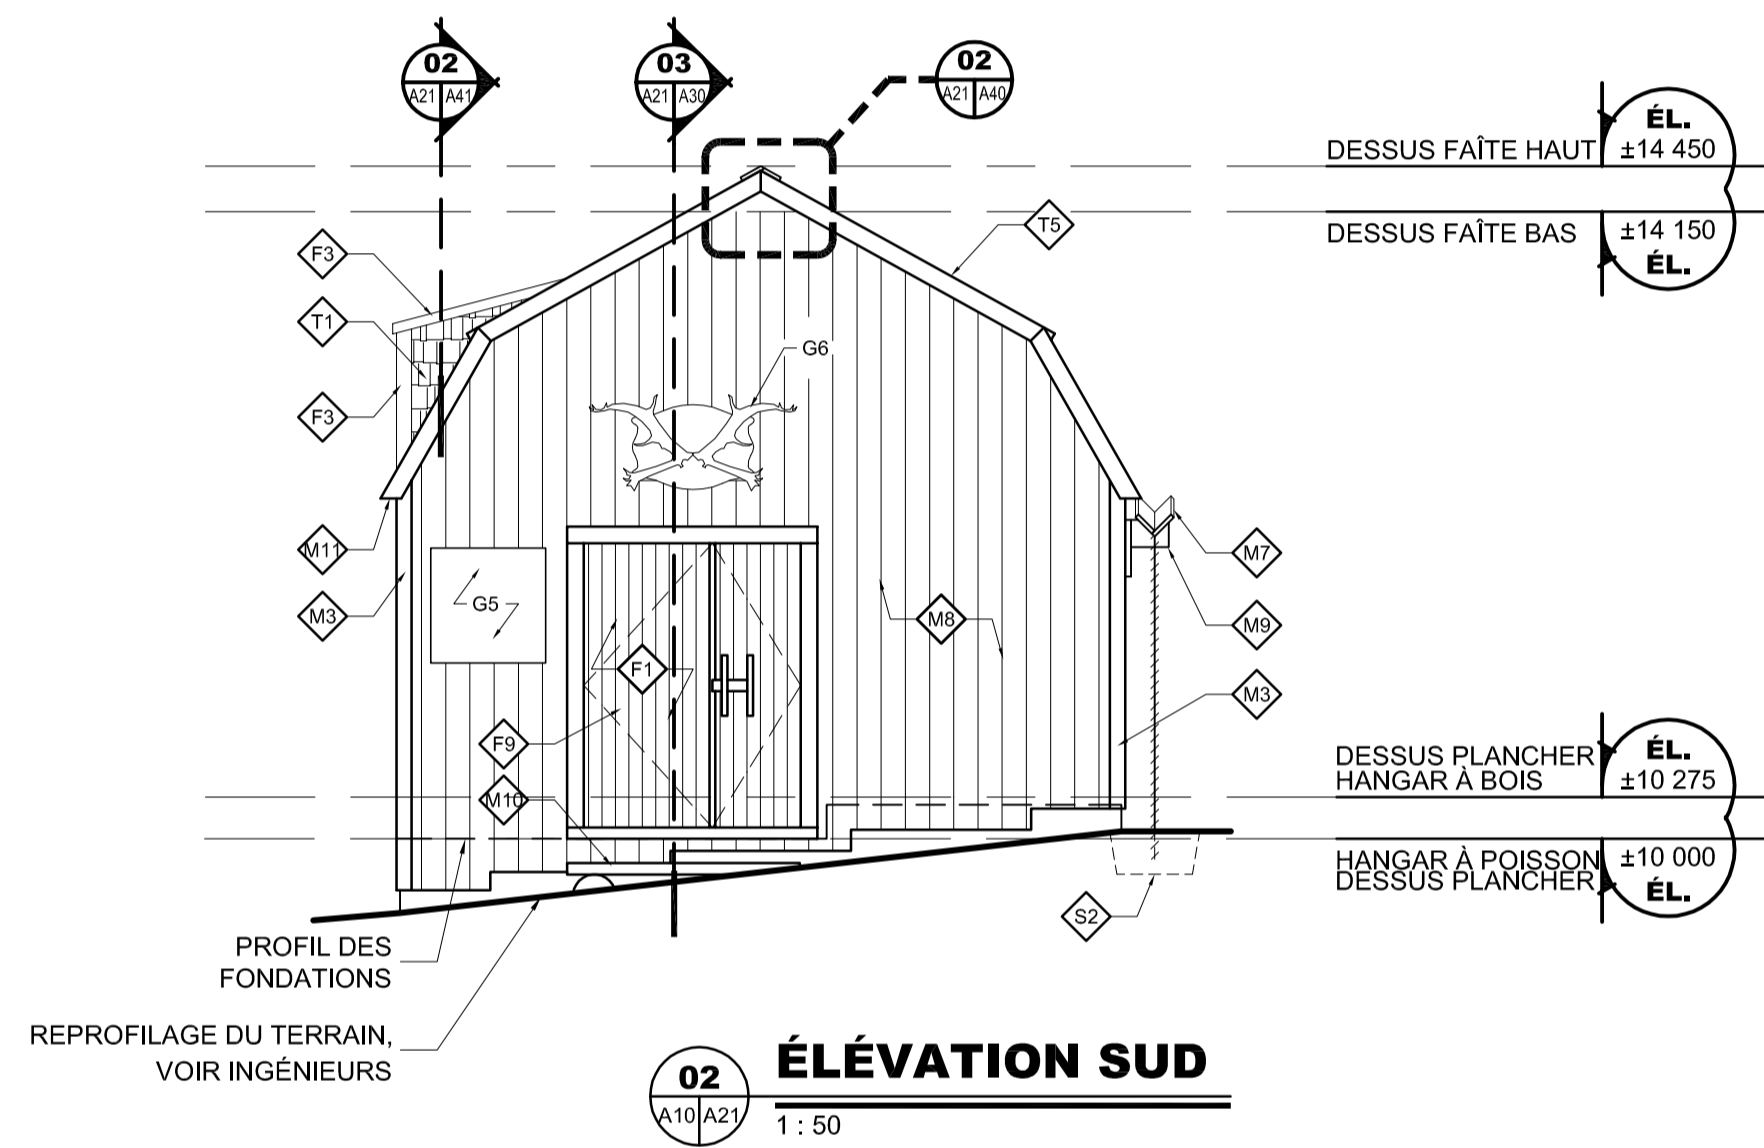 02
A21 A41
03
A21 A30
02
A21 A40
DESSUS FAÎTE HAUT
ÉL.
±14 450
DESSUS FAÎTE BAS
±14 150
ÉL.
F3
T1
F3
T5
G6
M11
M3
G5
F1
M8
M7
M9
M3
F9
M10
DESSUS PLANCHER
HANGAR À BOIS
ÉL.
±10 275
HANGAR À POISSON
DESSUS PLANCHER
±10 000
ÉL.
S2
PROFIL DES
FONDATIONS
REPROFILAGE DU TERRAIN,
VOIR INGÉNIEURS
02
A10 A21
ÉLÉVATION SUD
1 : 50